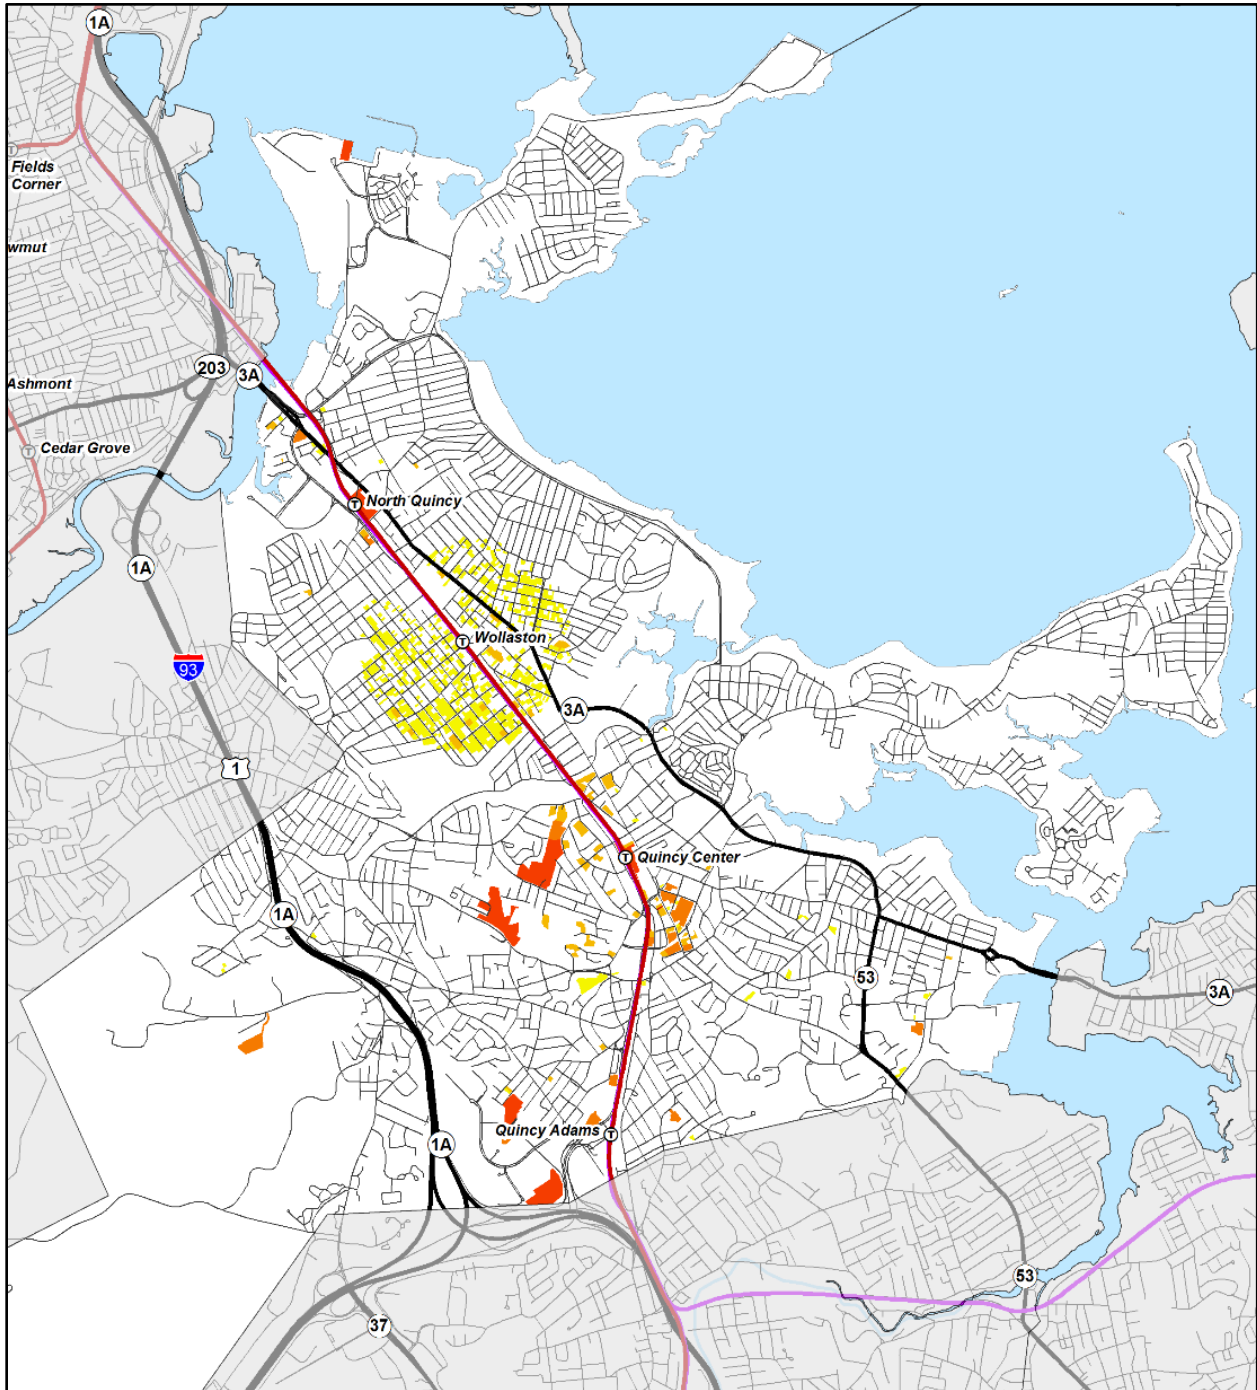 1A
Fields
Corner
wmut
203
3A
Ashmont
Cedar Grove
North Quincy
1A
Wollaston
93
3A
1
Quincy Center
1A
53
3A
Quincy Adams
1A
53
37
T
T
T
T
T
T
T